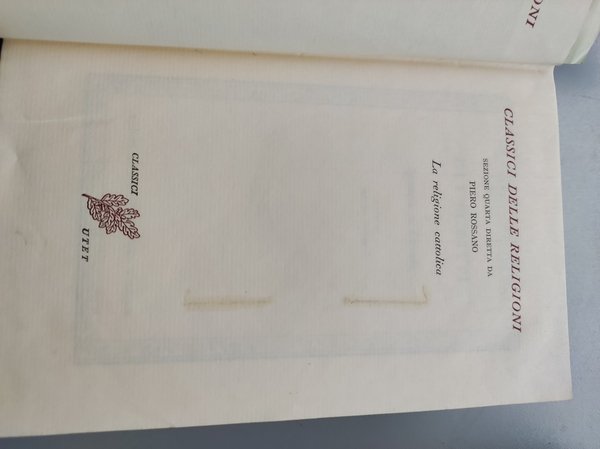 ONI
CLASSICI DELLE RELIGIONI
SEZIONE QUARTA DIRETTA DA
PIERO ROSSANO
La religione cattolica
CLASSICI
UTET